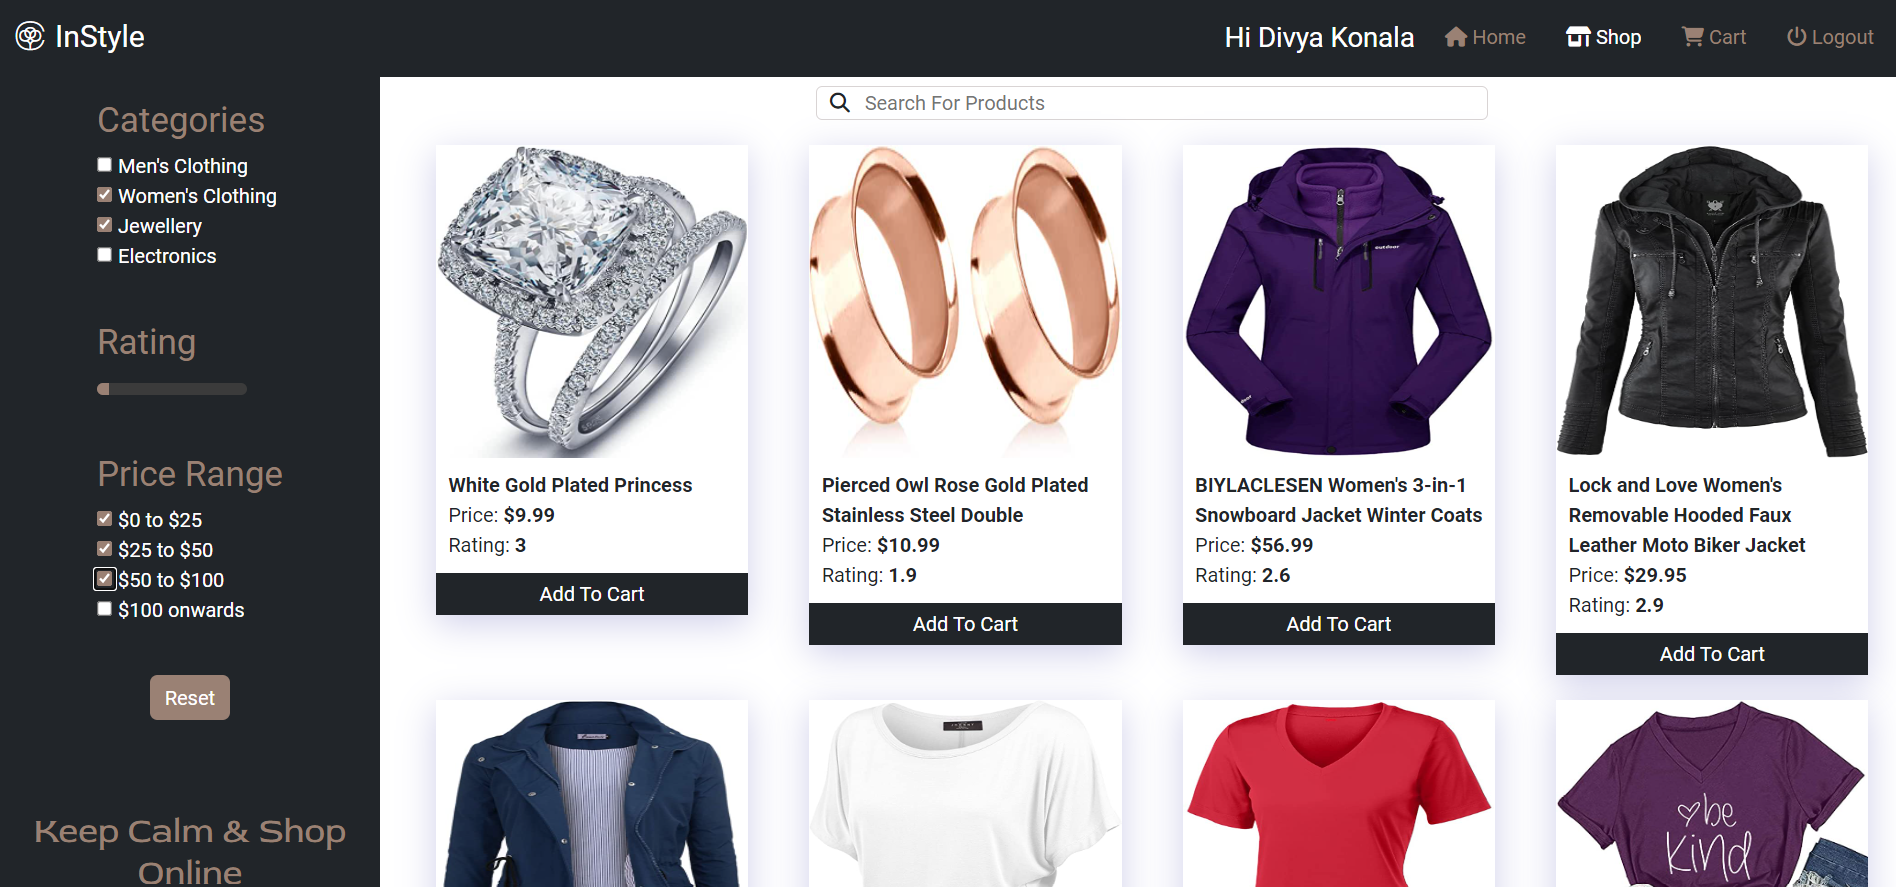 InStyle
Hi Divya Konala
Home
Shop
Cart
Logout
Categories
Men's Clothing
Women's Clothing
Jewellery
Electronics
Rating
Price Range
$0 to $25
$25 to $50
$50 to $100
$100 onwards
Reset
Keep Calm & Shop
Online
Search For Products
White Gold Plated Princess
Price: $9.99
Rating: 3
Add To Cart
Pierced Owl Rose Gold Plated
Stainless Steel Double
Price: $10.99
Rating: 1.9
Add To Cart
outdoor
BIYLACLESEN Women's 3-in-1
Snowboard Jacket Winter Coats
Price: $56.99
Rating: 2.6
Add To Cart
Lock and Love Women's
Removable Hooded Faux
Leather Moto Biker Jacket
Price: $29.95
Rating: 2.9
Add To Cart
be
kind